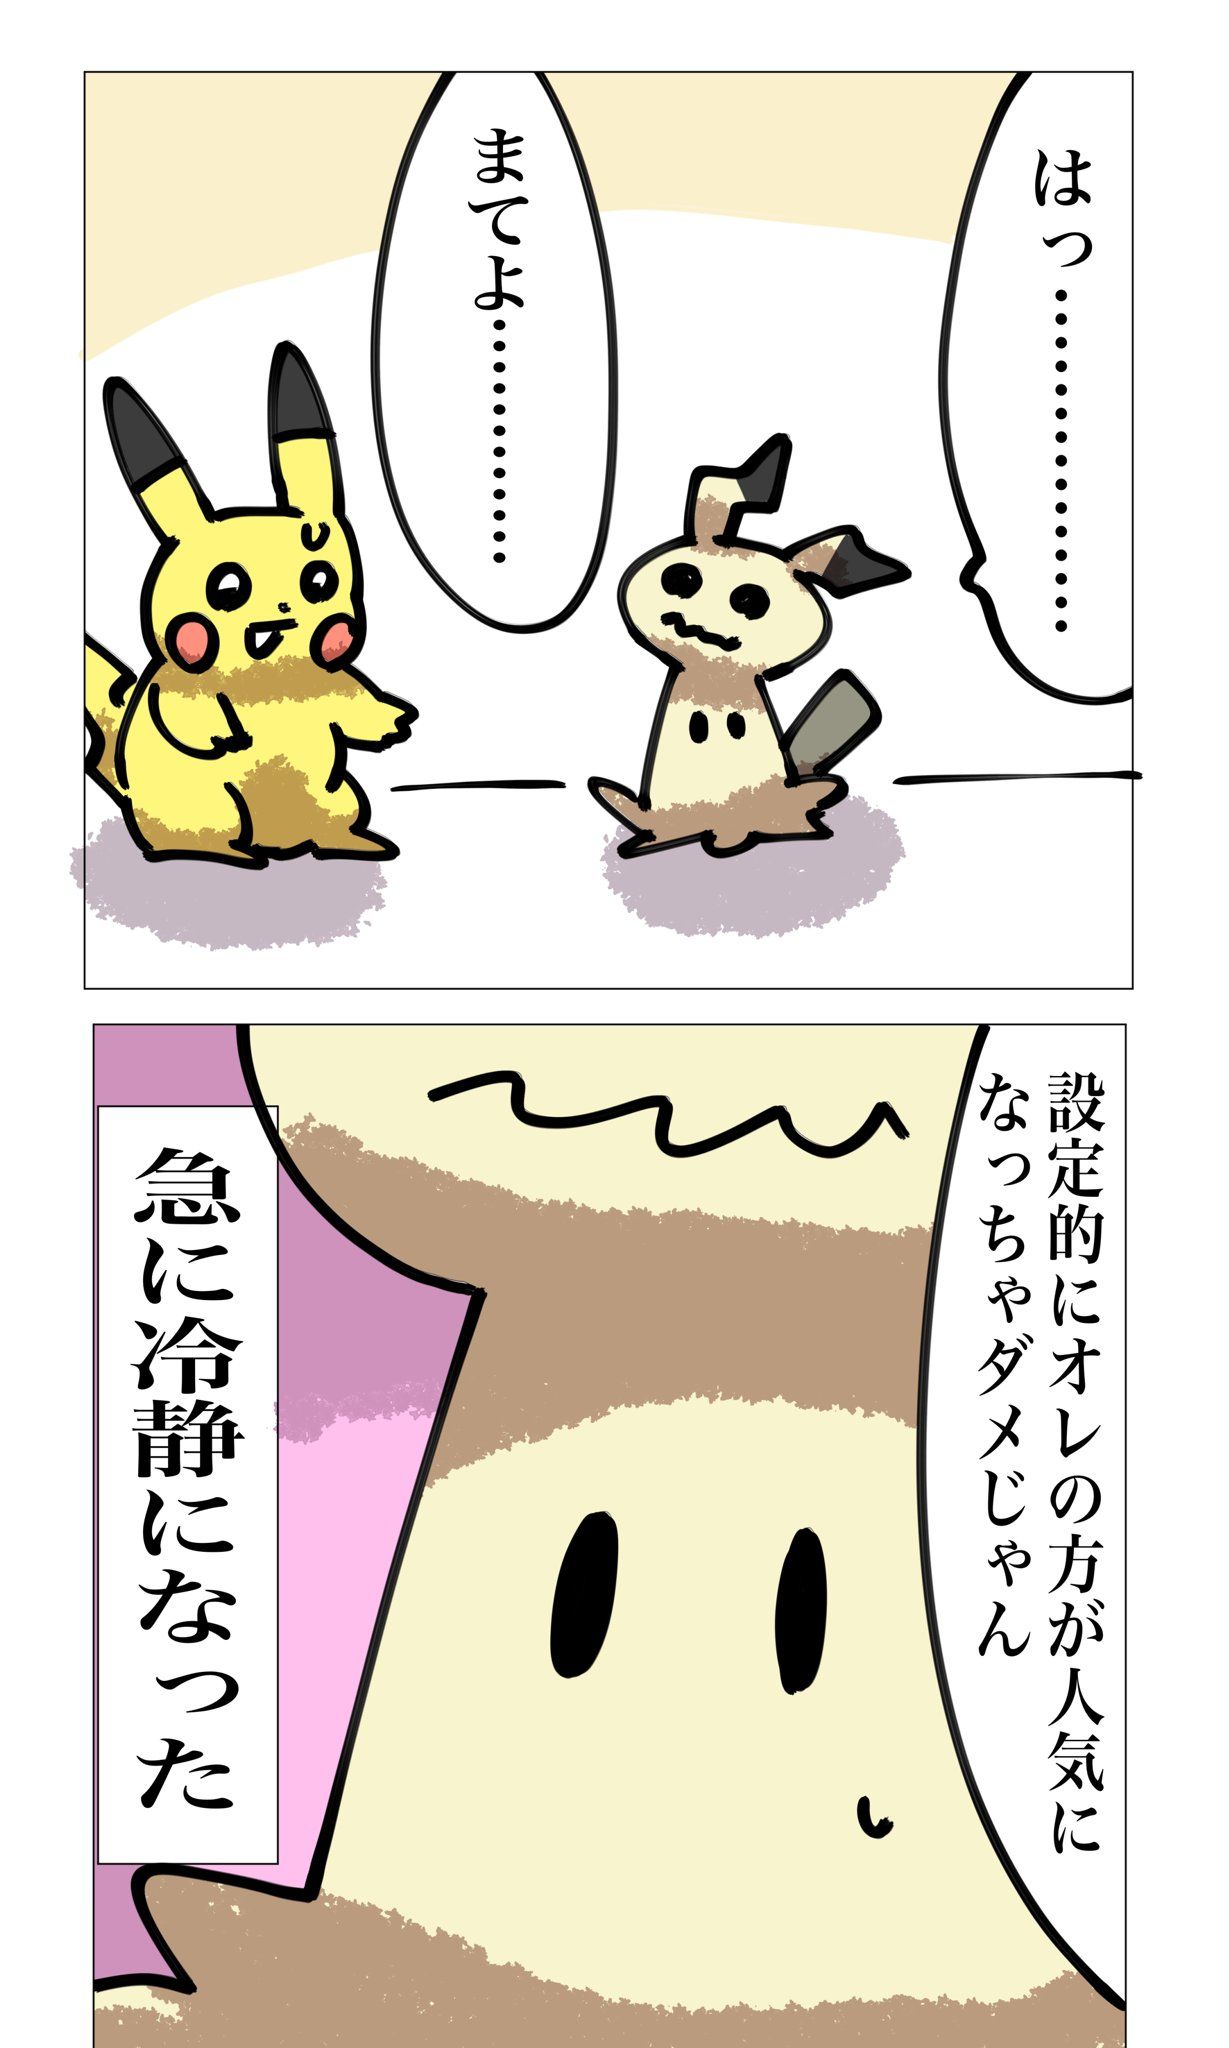 はっ…………
まてよ…………
設定的にオレの方が人気に
なっちゃダメじゃん
急に冷静になった